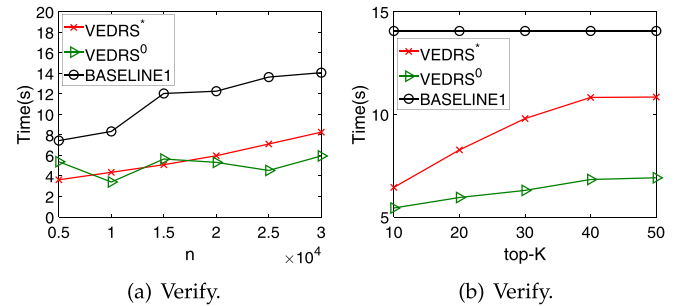 20
18
16
14
12
10
8
6
4
2
0
Time(s)
VEDRS*
VEDRS0
BASELINE1
0.5 1 1.5 2 2.5 3
n ×10^4
(a) Verify.
15
10
5
Time(s)
VEDRS*
VEDRS0
BASELINE1
10 20 30 40 50
top-K
(b) Verify.